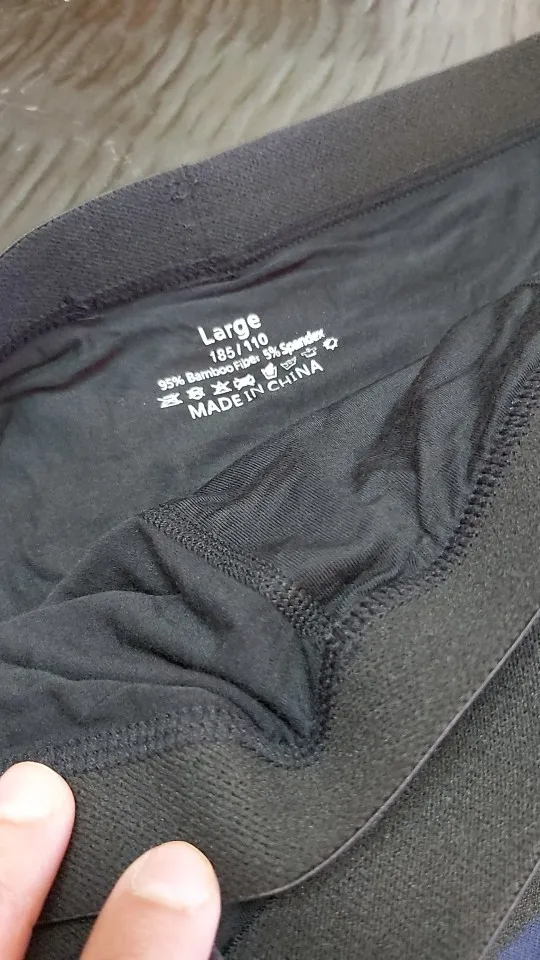 Large
185/110
95% Bamboo Fiber 5% Spandex
MADE IN CHINA